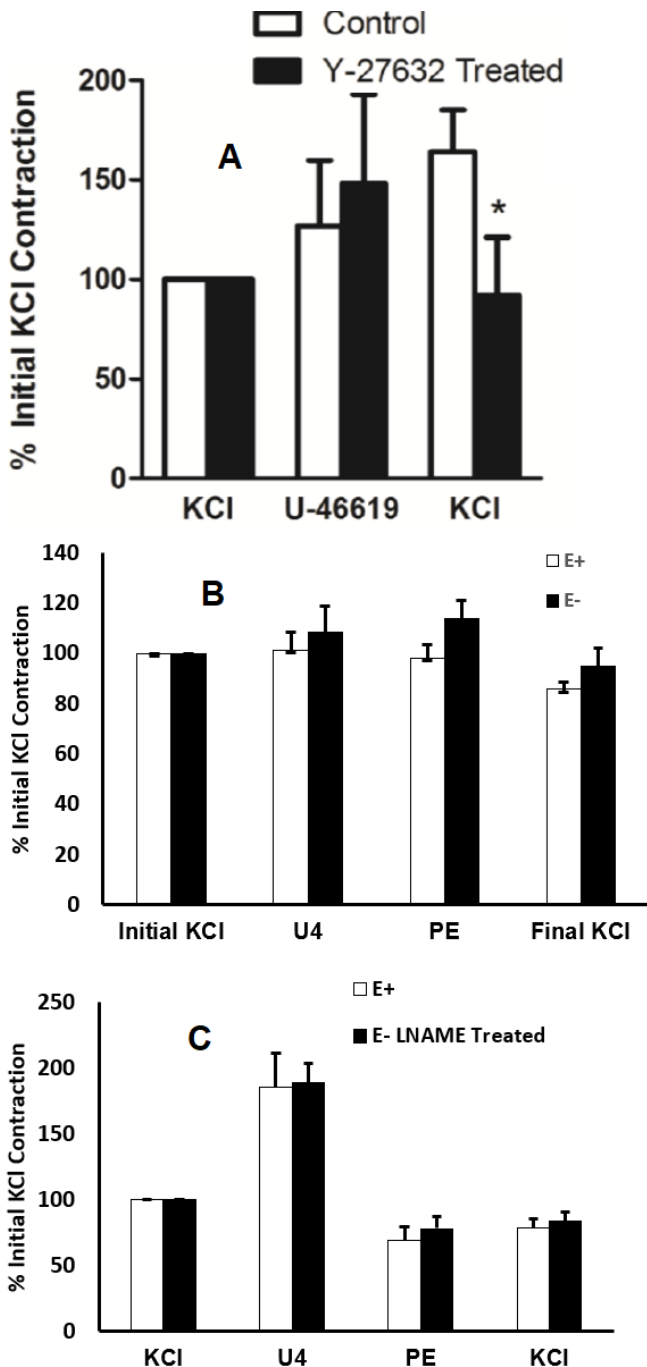 Control
Y-27632 Treated
% Initial KCl Contraction
200
150
100
50
0
A
*
KCl U-46619 KCl
% Initial KCl Contraction
140
120
100
80
60
40
20
0
B
E+
E-
Initial KCl U4 PE Final KCl
% Initial KCl Contraction
250
200
150
100
50
0
C
E+
E- LNAME Treated
KCl U4 PE KCl